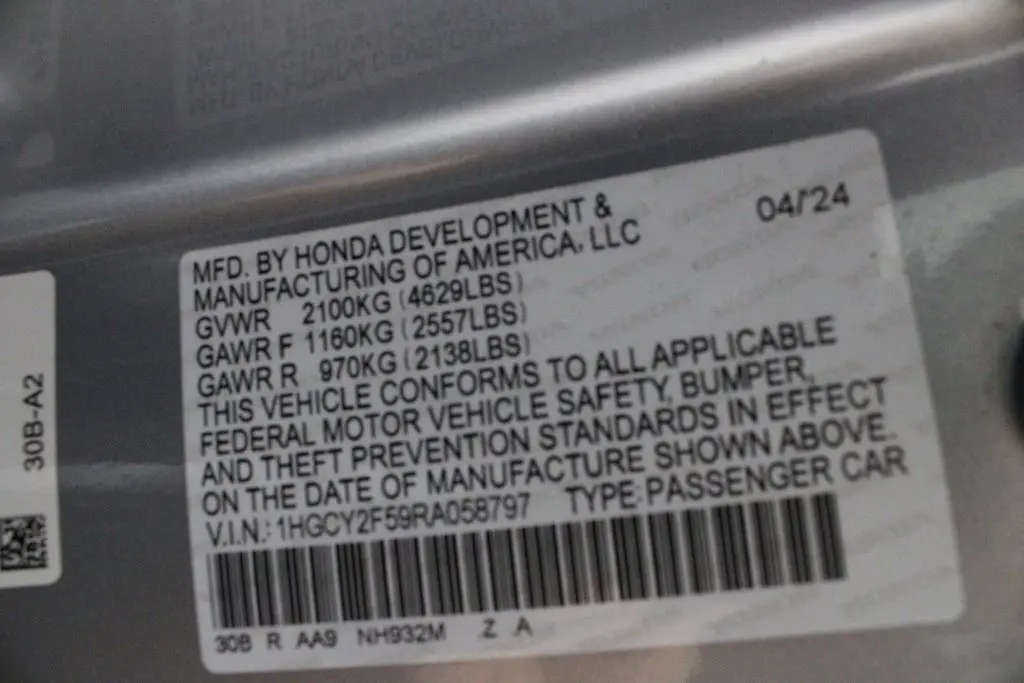 04/'24
MFD. BY HONDA DEVELOPMENT &
MANUFACTURING OF AMERICA, LLC
GVWR 2100KG (4629LBS)
GAWR F 1160KG (2557LBS)
GAWR R 970KG (2138LBS)
THIS VEHICLE CONFORMS TO ALL APPLICABLE
FEDERAL MOTOR VEHICLE SAFETY, BUMPER,
AND THEFT PREVENTION STANDARDS IN EFFECT
ON THE DATE OF MANUFACTURE SHOWN ABOVE.
V.I.N.: 1HGCY2F59RA058797 TYPE: PASSENGER CAR
30B R AA9 NH932M Z A
30B-A2